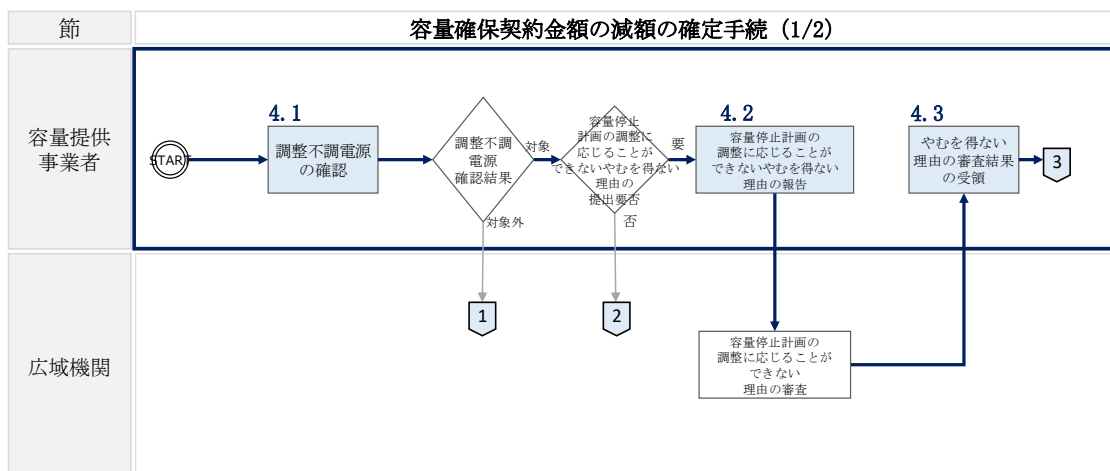 節
容量確保契約金額の減額の確定手続 (1/2)
容量提供
事業者
START
4.1
調整不調電源
の確認
調整不調
電源
確認結果
対象
対象外
容量停止
計画の調整に
応じることが
できないやむを得ない
理由の
提出要否
要
否
4.2
容量停止計画の
調整に応じることが
できないやむを得ない
理由の報告
4.3
やむを得ない
理由の審査結果
の受領
3
広域機関
1
2
容量停止計画の
調整に応じることが
できない
理由の審査